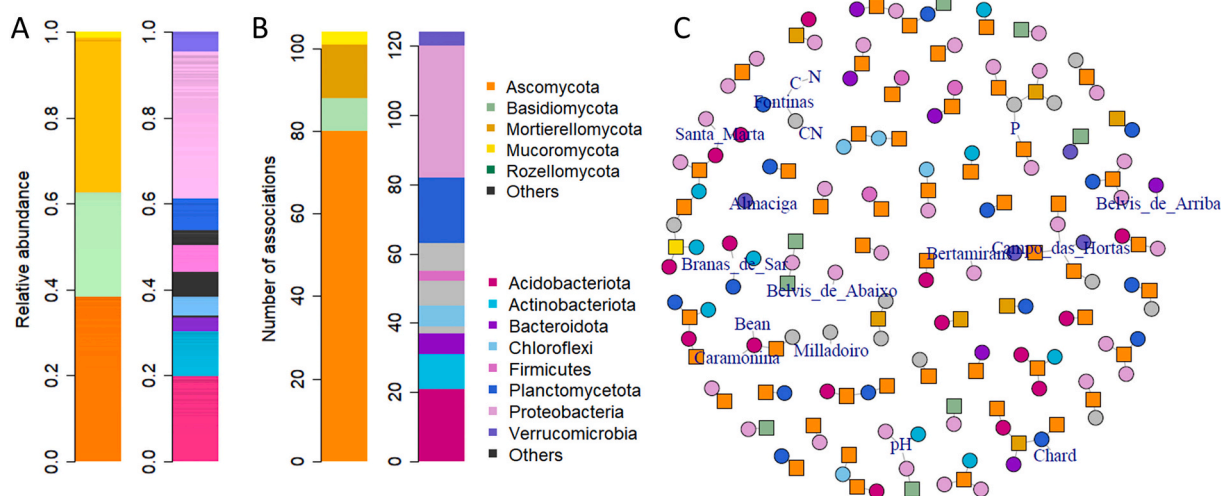 A
B
C
Relative abundance
1.0
0.8
0.6
0.4
0.2
0.0
1.0
0.8
0.6
0.4
0.2
0.0
Number of associations
100
80
60
40
20
0
120
100
80
60
40
20
0
Ascomycota
Basidiomycota
Mortierellomycota
Mucoromycota
Rozellomycota
Others
Acidobacteriota
Actinobacteriota
Bacteroidota
Chloroflexi
Firmicutes
Planctomycetota
Proteobacteria
Verrucomicrobia
Others
C
N
Fontinas
CN
Santa_Marta
P
Almaciga
Belvis_de_Arriba
Bertamirans
Campo_das_Hortas
Branas_de_Sar
Belvis_de_Abaixo
Bean
Caramonina
Milladoiro
pH
Chard